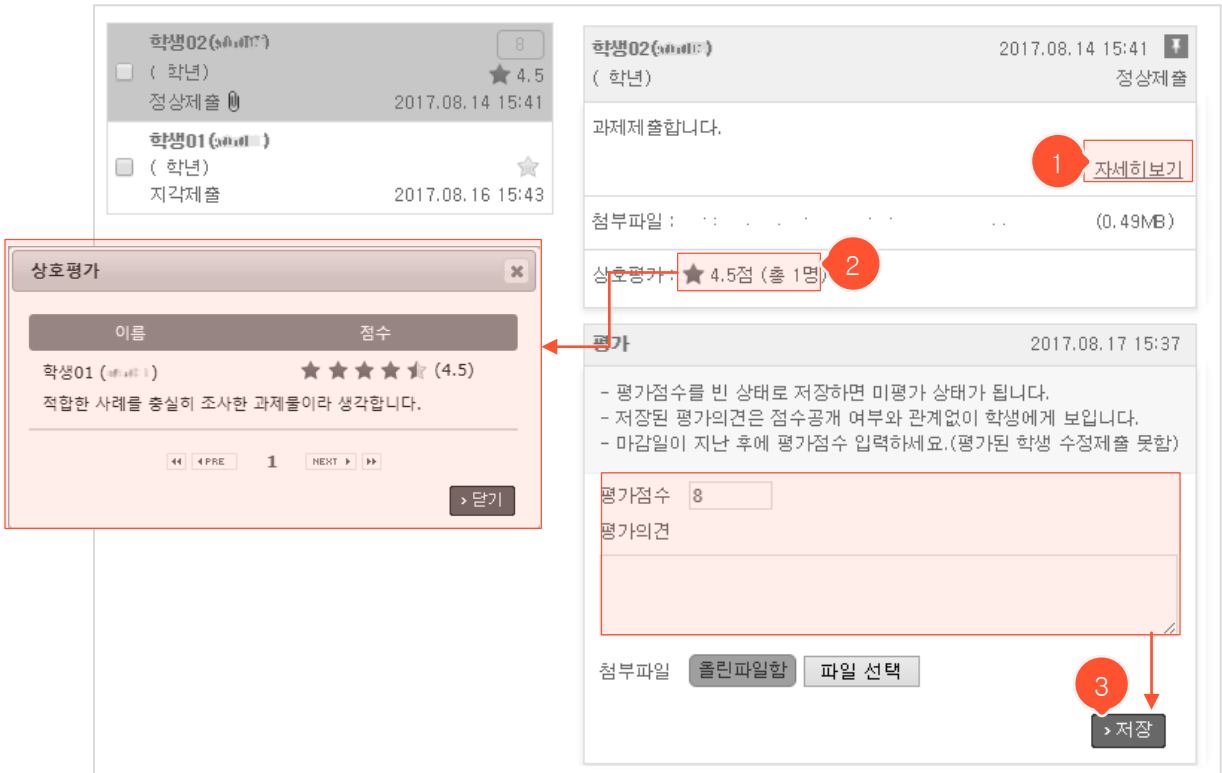 학생02(
8
( 학년)
4.5
정상제출
2017.08.14 15:41
학생01(
)
( 학년)
지각제출
2017.08.16 15:43
학생02(
)
2017.08.14 15:41
( 학년)
정상제출
과제제출합니다.
1
자세히보기
첨부파일 :
(0.49MB)
상호평가 : ★ 4.5점 (총 1명)
2
상호평가
이름 점수
학생01 (
)
★ ★ ★ ★ (4.5)
적합한 사례를 충실히 조사한 과제물이라 생각합니다.
PRE 1 NEXT
›닫기
평가
2017.08.17 15:37
- 평가점수를 빈 상태로 저장하면 미평가 상태가 됩니다.
- 저장된 평가의견은 점수공개 여부와 관계없이 학생에게 보입니다.
- 마감일이 지난 후에 평가점수 입력하세요.(평가된 학생 수정제출 못함)
평가점수 8
평가의견
첨부파일 올린파일함 파일 선택
3
›저장